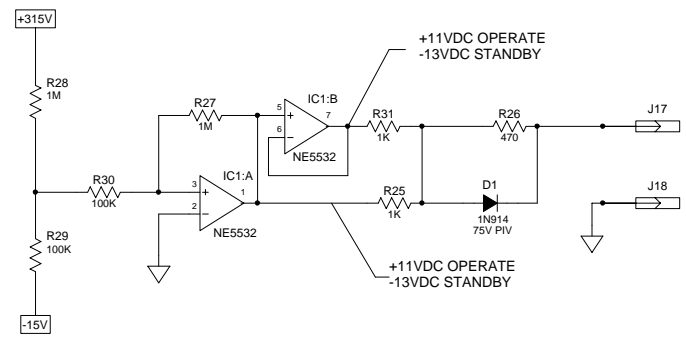 +315V
+11VDC OPERATE
-13VDC STANDBY
R28
1M
R27
1M
IC1:B
5
+
6
-
7
NE5532
R31
1K
R26
470
J17
R30
100K
IC1:A
3
+
2
-
1
NE5532
R25
1K
D1
1N914
75V PIV
J18
R29
100K
+11VDC OPERATE
-13VDC STANDBY
-15V